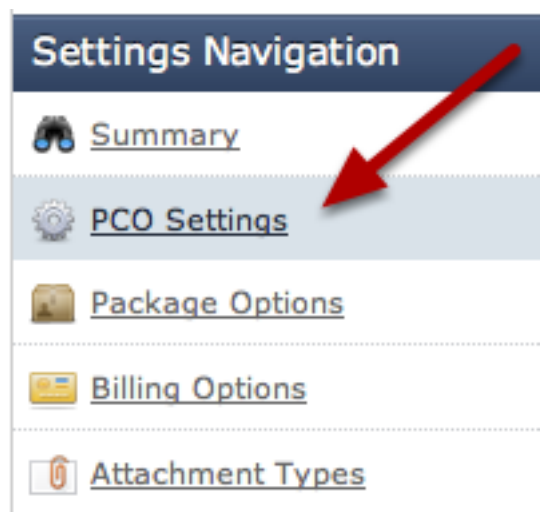 Settings Navigation
Summary
PCO Settings
Package Options
Billing Options
Attachment Types